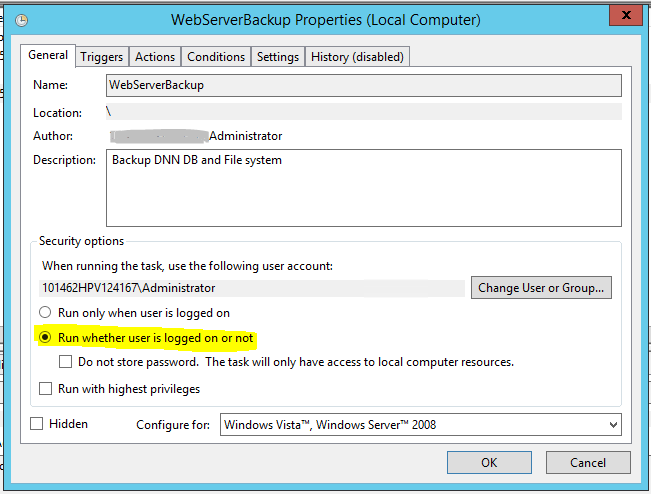 WebServerBackup Properties (Local Computer)
General Triggers Actions Conditions Settings History (disabled)
Name: WebServerBackup
Location: \
Author: Administrator
Description: Backup DNN DB and File system
Security options
When running the task, use the following user account:
101462HPV124167\Administrator Change User or Group...
Run only when user is logged on
Run whether user is logged on or not
Do not store password. The task will only have access to local computer resources.
Run with highest privileges
Hidden Configure for: Windows Vista™, Windows Server™ 2008
OK Cancel